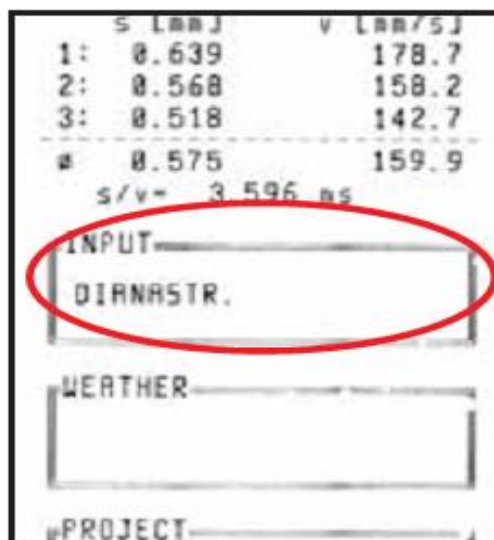 s [mm] v [mm/s]
1: 0.639 178.7
2: 0.568 158.2
3: 0.518 142.7
ø 0.575 159.9
s/v= 3.596 ms
INPUT
DIANASTR.
WEATHER
PROJECT